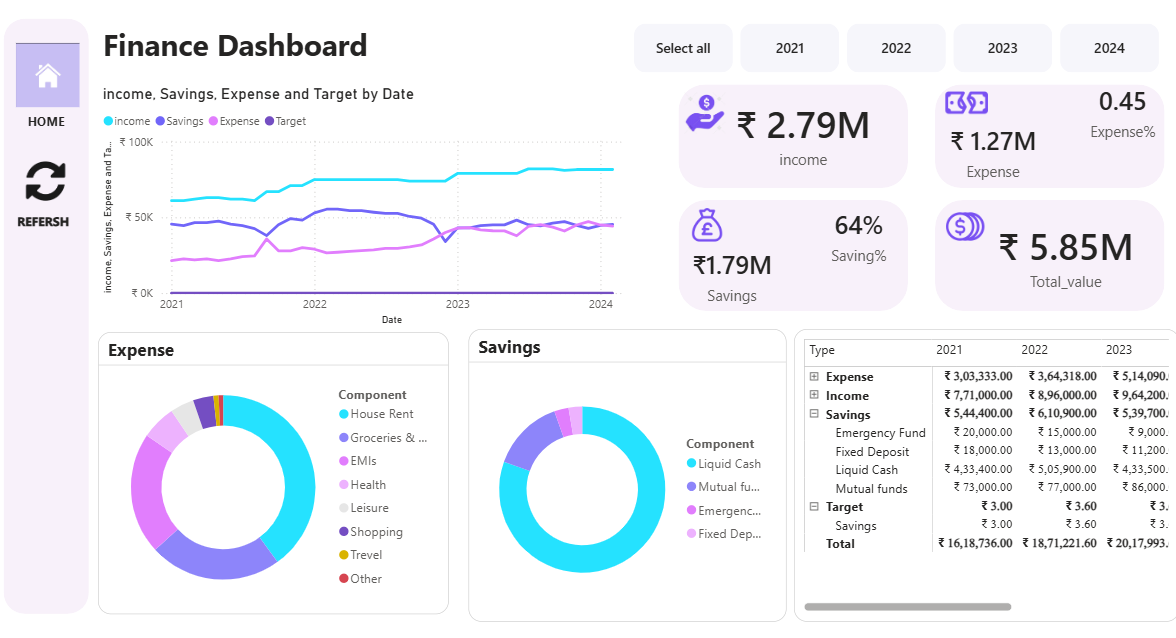 Finance Dashboard
Select all
2021
2022
2023
2024
HOME
REFERSH
income, Savings, Expense and Target by Date
income Savings Expense Target
income, Savings, Expense and Ta...
₹ 100K
₹ 50K
₹ 0K
2021
2022
2023
2024
Date
$
₹ 2.79M
income
0.45
Expense%
₹ 1.27M
Expense
£
64%
Saving%
₹1.79M
Savings
$
₹ 5.85M
Total_value
Expense
Component
House Rent
Groceries & ...
EMIs
Health
Leisure
Shopping
Trevel
Other
Savings
Component
Liquid Cash
Mutual fu...
Emergenc...
Fixed Dep...
Type 2021 2022 2023
Expense ₹ 3,03,333.00 ₹ 3,64,318.00 ₹ 5,14,090.
Income ₹ 7,71,000.00 ₹ 8,96,000.00 ₹ 9,64,200.
Savings ₹ 5,44,400.00 ₹ 6,10,900.00 ₹ 5,39,700.
Emergency Fund ₹ 20,000.00 ₹ 15,000.00 ₹ 9,000.
Fixed Deposit ₹ 18,000.00 ₹ 13,000.00 ₹ 11,200.
Liquid Cash ₹ 4,33,400.00 ₹ 5,05,900.00 ₹ 4,33,500.
Mutual funds ₹ 73,000.00 ₹ 77,000.00 ₹ 86,000.
Target ₹ 3.00 ₹ 3.60 ₹ 3.
Savings ₹ 3.00 ₹ 3.60 ₹ 3.
Total ₹ 16,18,736.00 ₹ 18,71,221.60 ₹ 20,17,993.